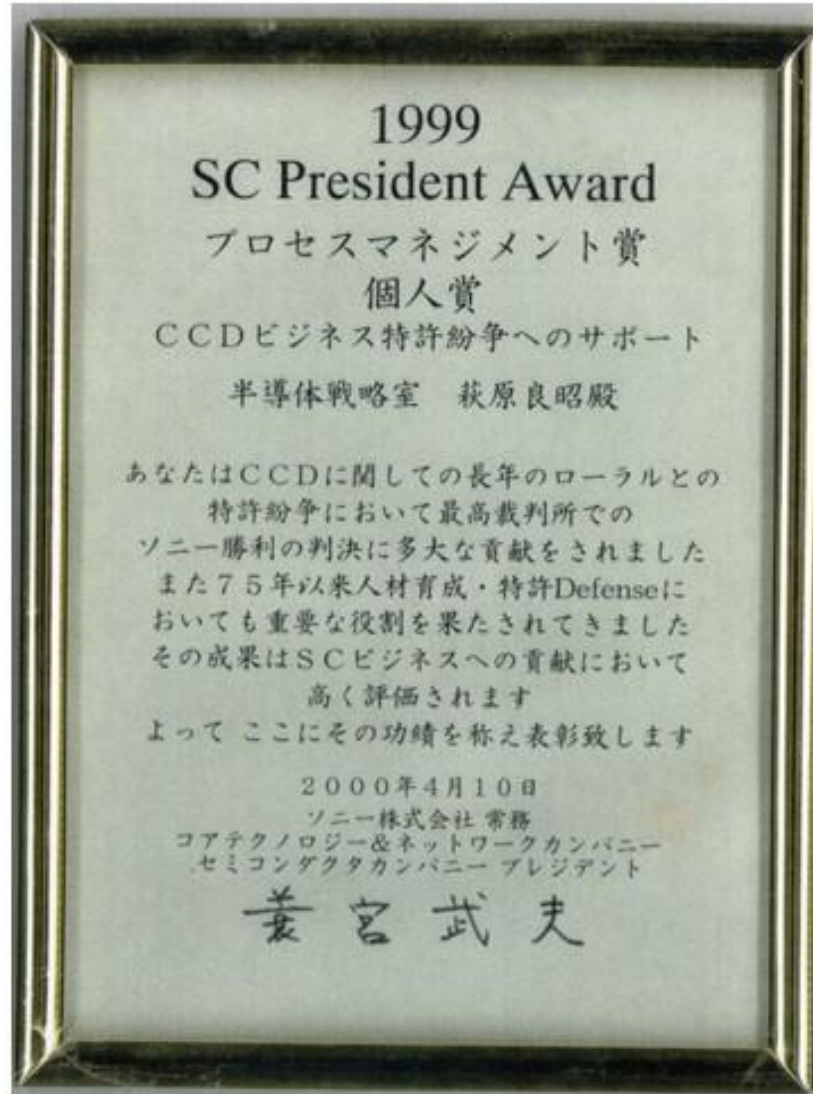 1999
SC President Award
プロセスマネジメント賞
個人賞
CCDビジネス特許紛争へのサポート
半導体戦略室　萩原良昭殿
あなたはCCDに関しての長年のローラルとの
特許紛争において最高裁判所での
ソニー勝利の判決に多大な貢献をされました
また75年以来人材育成・特許Defenseに
おいても重要な役割を果たされてきました
その成果はSCビジネスへの貢献において
高く評価されます
よって ここにその功績を称え表彰致します
2000年4月10日
ソニー株式会社 常務
コアテクノロジー&ネットワークカンパニー
セミコンダクタカンパニー プレジデント
蓑宮武夫